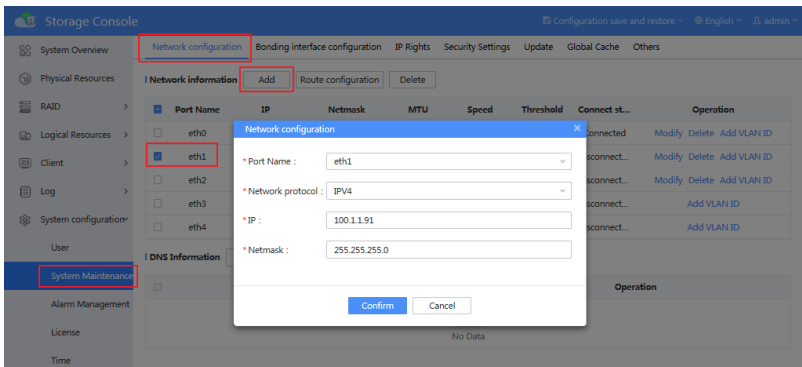 Storage Console
Configuration save and restore English admin
System Overview
Physical Resources
RAID
Logical Resources
Client
Log
System configuration
User
System Maintenance
Alarm Management
License
Time
Network configuration Bonding interface configuration IP Rights Security Settings Update Global Cache Others
Network information Add Route configuration Delete
Port Name IP Netmask MTU Speed Threshold Connect st... Operation
eth0 Connected Modify Delete Add VLAN ID
eth1 sconnect... Modify Delete Add VLAN ID
eth2 sconnect... Modify Delete Add VLAN ID
eth3 sconnect... Add VLAN ID
eth4 sconnect... Add VLAN ID
DNS Information
Operation
No Data
Network configuration
* Port Name : eth1
* Network protocol : IPV4
* IP : 100.1.1.91
* Netmask : 255.255.255.0
Confirm Cancel